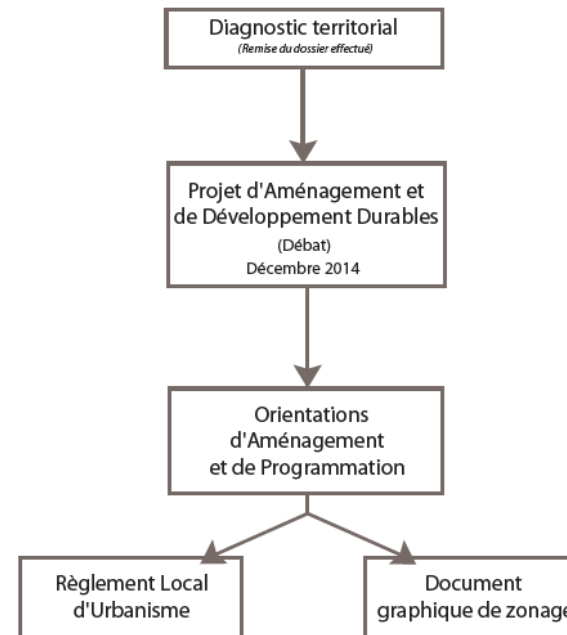 Diagnostic territorial
(Remise du dossier effectué)
Projet d'Aménagement et
de Développement Durables
(Débat)
Décembre 2014
Orientations
d'Aménagement
et de Programmation
Règlement Local
d'Urbanisme
Document
graphique de zonage